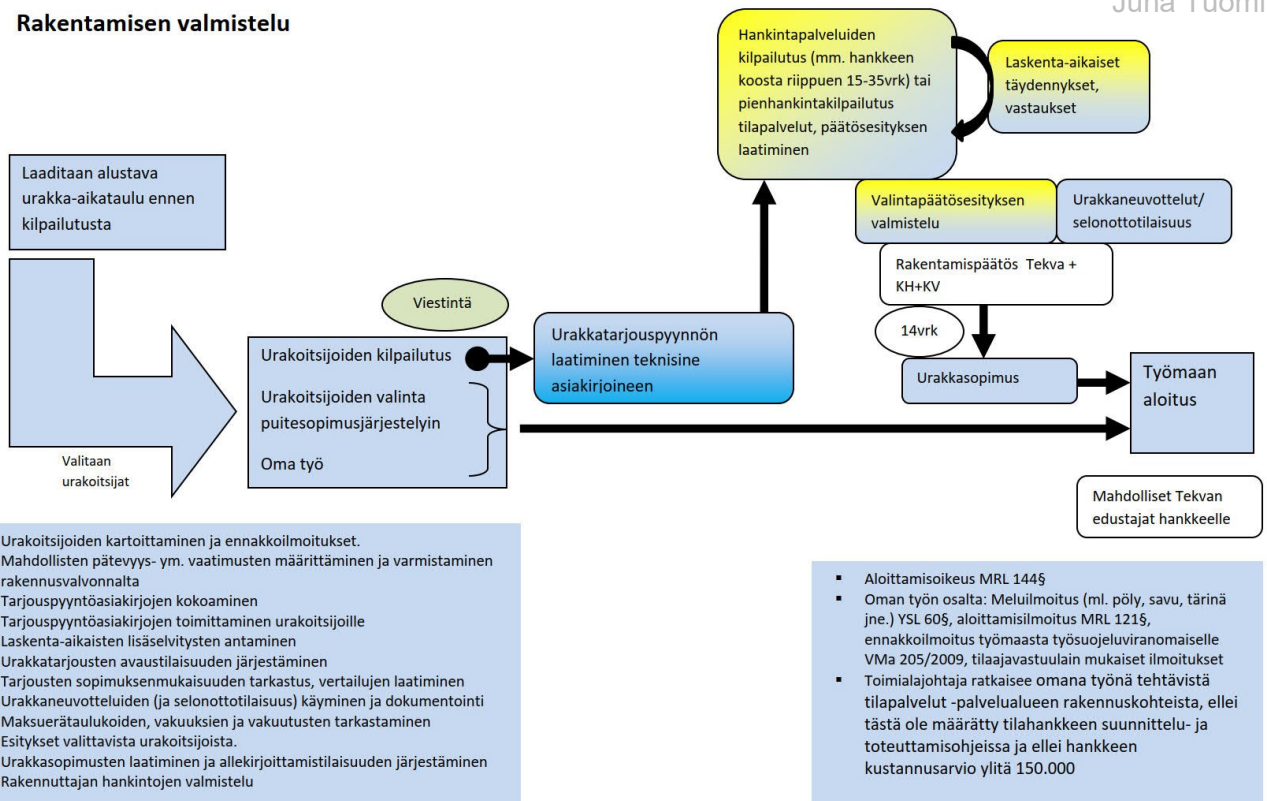 Juha Tuomi
Rakentamisen valmistelu
Hankintapalveluiden
kilpailutus (mm. hankkeen
koosta riippuen 15-35vrk) tai
pienhankintakilpailutus
tilapalvelut, päätösesityksen
laatiminen
Laskenta-aikaiset
täydennykset,
vastaukset
Laaditaan alustava
urakka-aikataulu ennen
kilpailutusta
Valintapäätösesityksen
valmistelu
Urakkaneuvottelut/
selonottotilaisuus
Rakentamispäätös Tekva +
KH+KV
Viestintä
14vrk
Urakoitsijoiden kilpailutus
Urakoitsijoiden valinta
puitesopimusjärjestelyin
Oma työ
Urakkatarjouspyynnön
laatiminen teknisine
asiakirjoineen
Urakkasopimus
Työmaan
aloitus
Valitaan
urakoitsijat
Mahdolliset Tekvan
edustajat hankkeelle
Urakoitsijoiden kartoittaminen ja ennakkoilmoitukset.
Mahdollisten pätevyys- ym. vaatimusten määrittäminen ja varmistaminen
rakennusvalvonnalta
Tarjouspyyntöasiakirjojen kokoaminen
Tarjouspyyntöasiakirjojen toimittaminen urakoitsijoille
Laskenta-aikaisten lisäselvitysten antaminen
Urakkatarjousten avaustilaisuuden järjestäminen
Tarjousten sopimuksenmukaisuuden tarkastus, vertailujen laatiminen
Urakkaneuvotteluiden (ja selonottotilaisuus) käyminen ja dokumentointi
Maksuerätaulukoiden, vakuuksien ja vakuutusten tarkastaminen
Esitykset valittavista urakoitsijoista.
Urakkasopimusten laatiminen ja allekirjoittamistilaisuuden järjestäminen
Rakennuttajan hankintojen valmistelu
▪ Aloittamisoikeus MRL 144§
▪ Oman työn osalta: Meluilmoitus (ml. pöly, savu, tärinä
jne.) YSL 60§, aloittamisilmoitus MRL 121§,
ennakkoilmoitus työmaasta työsuojeluviranomaiselle
VMa 205/2009, tilaajavastuulain mukaiset ilmoitukset
▪ Toimialajohtaja ratkaisee omana työnä tehtävistä
tilapalvelut -palvelualueen rakennuskohteista, ellei
tästä ole määrätty tilahankkeen suunnittelu- ja
toteuttamisohjeissa ja ellei hankkeen
kustannusarvio ylitä 150.000